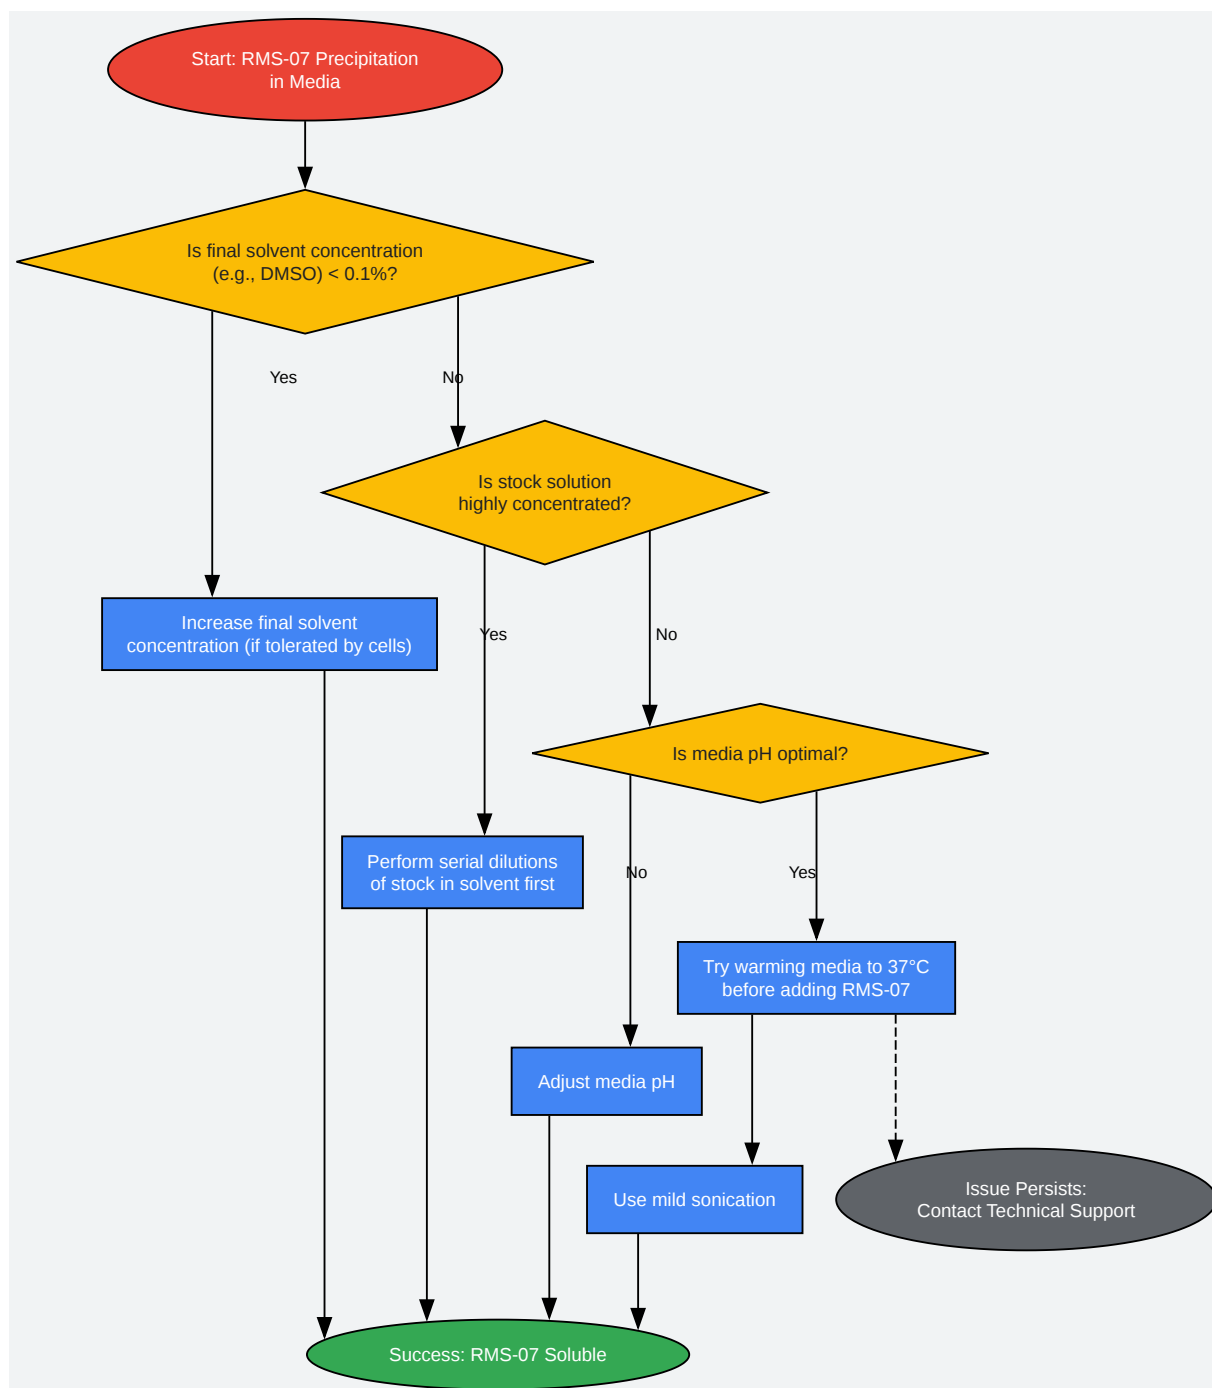 Start: RMS-07 Precipitation
in Media
Is final solvent concentration
(e.g., DMSO) < 0.1%?
Yes
No
Is stock solution
highly concentrated?
Increase final solvent
concentration (if tolerated by cells)
Yes
No
Is media pH optimal?
Perform serial dilutions
of stock in solvent first
No
Yes
Try warming media to 37°C
before adding RMS-07
Adjust media pH
Use mild sonication
Issue Persists:
Contact Technical Support
Success: RMS-07 Soluble